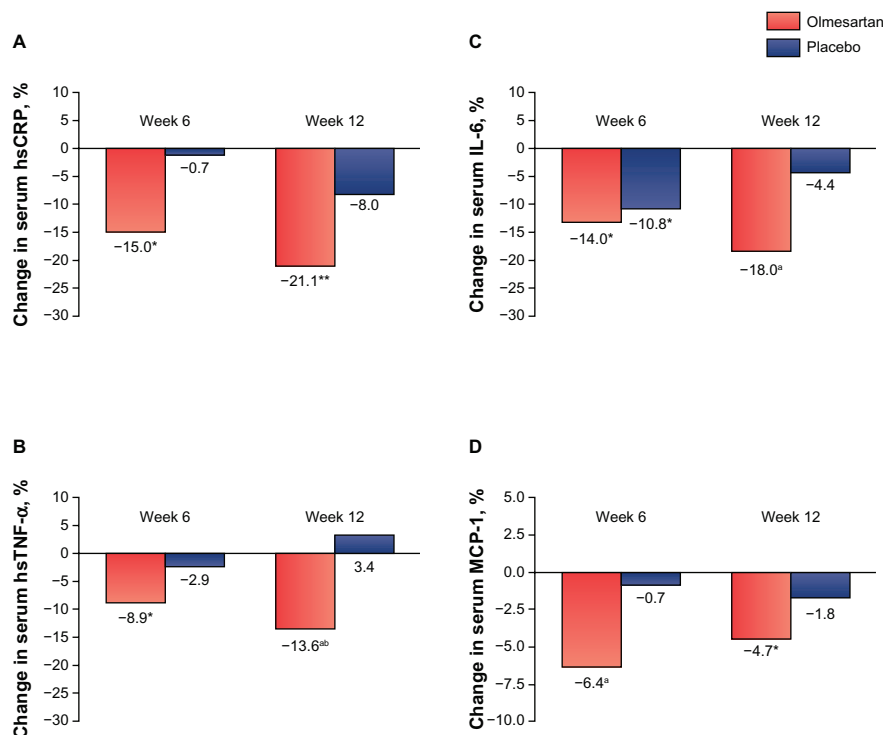 Olmesartan
Placebo
A
Change in serum hsCRP, %
10
5
0
−5
−10
−15
−20
−25
−30
Week 6
Week 12
−0.7
−15.0*
−8.0
−21.1**
C
Change in serum IL-6, %
10
5
0
−5
−10
−15
−20
−25
−30
Week 6
Week 12
−14.0*
−10.8*
−4.4
−18.0ᵃ
B
Change in serum hsTNF-α, %
10
5
0
−5
−10
−15
−20
−25
−30
Week 6
Week 12
−2.9
−8.9*
3.4
−13.6ᵃᵇ
D
Change in serum MCP-1, %
5.0
2.5
0.0
−2.5
−5.0
−7.5
−10.0
Week 6
Week 12
−0.7
−6.4ᵃ
−1.8
−4.7*